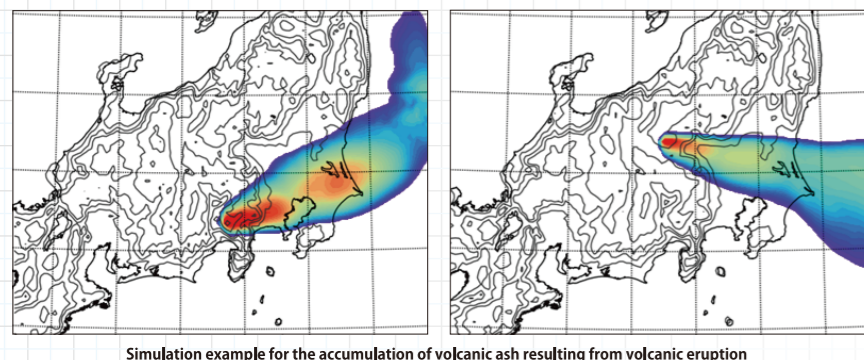 Simulation example for the accumulation of volcanic ash resulting from volcanic eruption